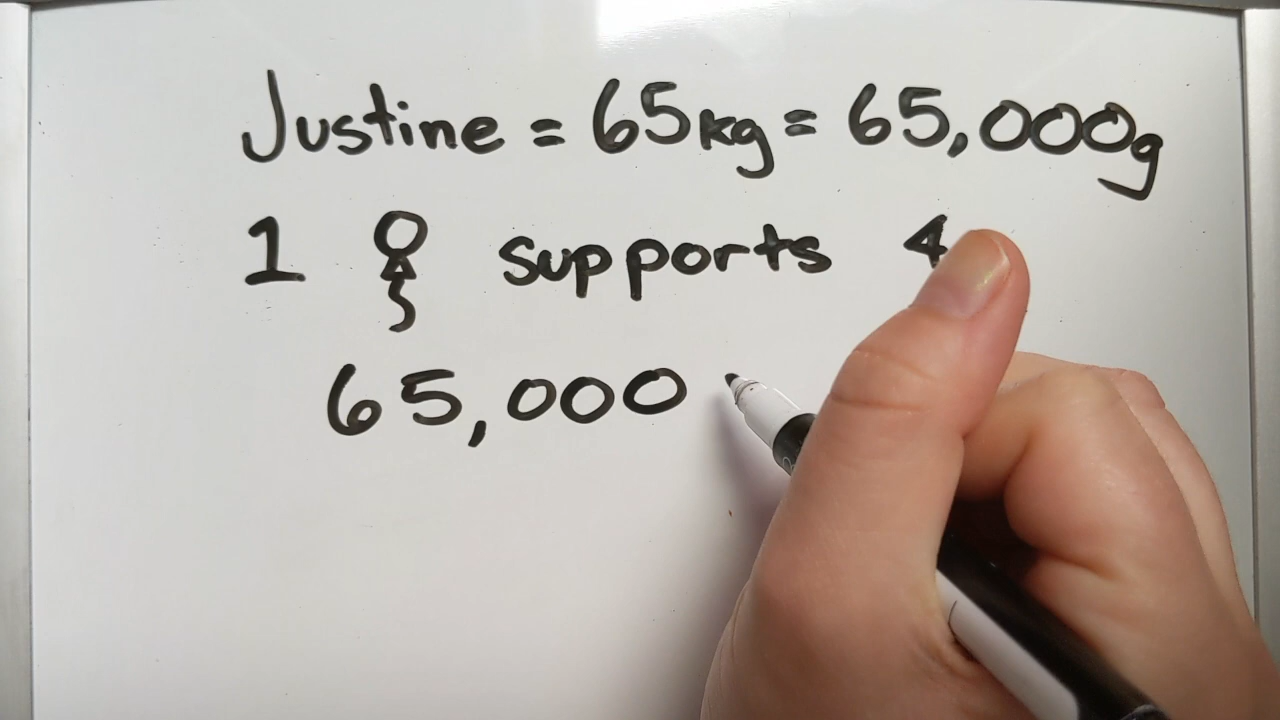 Justine = 65kg = 65,000g
1 supports 4
65,000